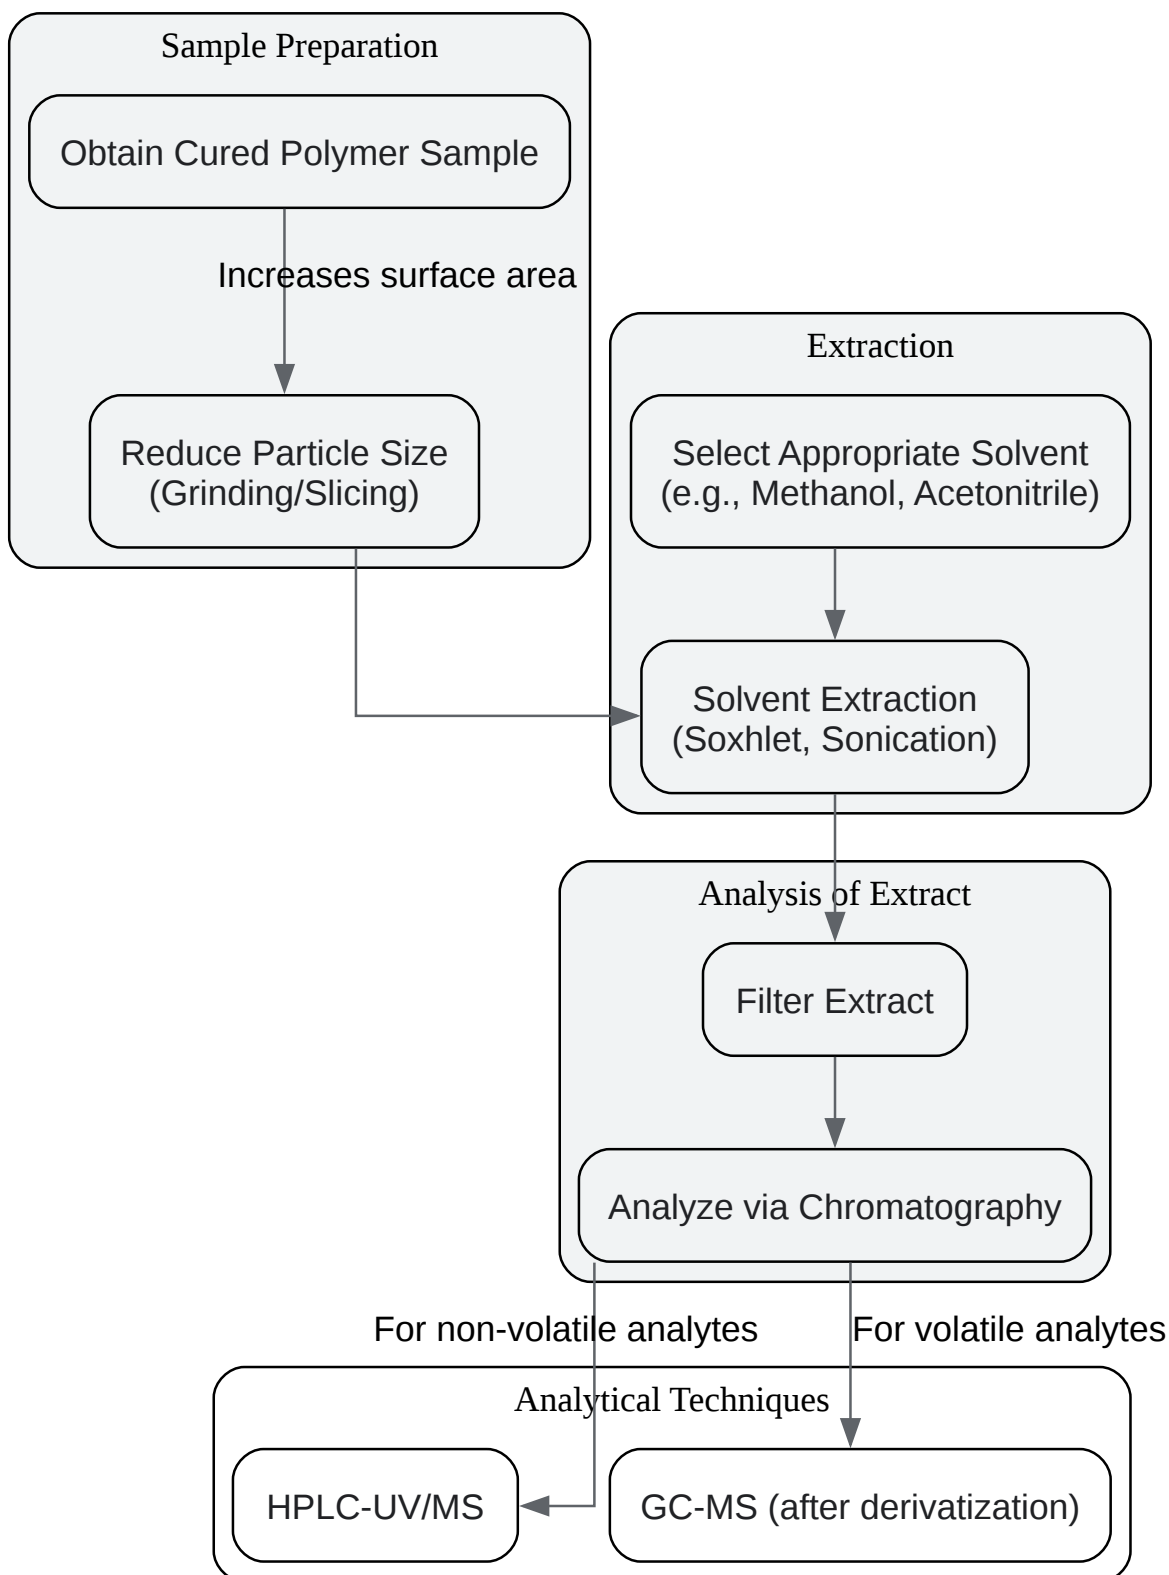 Sample Preparation
Obtain Cured Polymer Sample
Increases surface area
Reduce Particle Size
(Grinding/Slicing)
Extraction
Select Appropriate Solvent
(e.g., Methanol, Acetonitrile)
Solvent Extraction
(Soxhlet, Sonication)
Analysis of Extract
Filter Extract
Analyze via Chromatography
For non-volatile analytes
For volatile analytes
Analytical Techniques
HPLC-UV/MS
GC-MS (after derivatization)